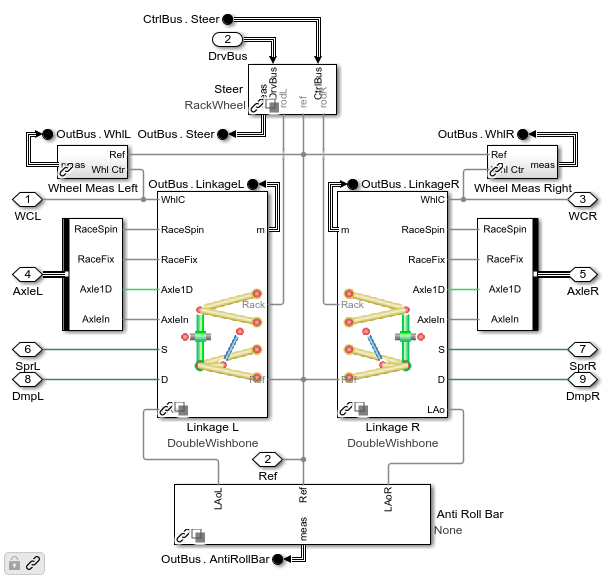 CtrlBus . Steer
2
DrvBus
Steer
RackWheel
meas
DrvBus
rodL
ref
CtrlBus
rodR
OutBus . WhlL
OutBus . Steer
OutBus . WhlR
Ref
Whl Ctr
meas
Wheel Meas Left
Ref
Whl Ctr
meas
Wheel Meas Right
OutBus . LinkageL
OutBus . LinkageR
1
WCL
3
WCR
WhlC
RaceSpin
RaceFix
Axle1D
AxleIn
S
D
m
Rack
Ref
m
Rack
Ref
WhlC
RaceSpin
RaceFix
Axle1D
AxleIn
S
D
LAo
RaceSpin
RaceFix
Axle1D
AxleIn
RaceSpin
RaceFix
Axle1D
AxleIn
4
AxleL
5
AxleR
6
SprL
7
SprR
8
DmpL
9
DmpR
Linkage L
DoubleWishbone
Linkage R
DoubleWishbone
2
Ref
LAoL
Ref
LAoR
meas
Anti Roll Bar
None
OutBus . AntiRollBar